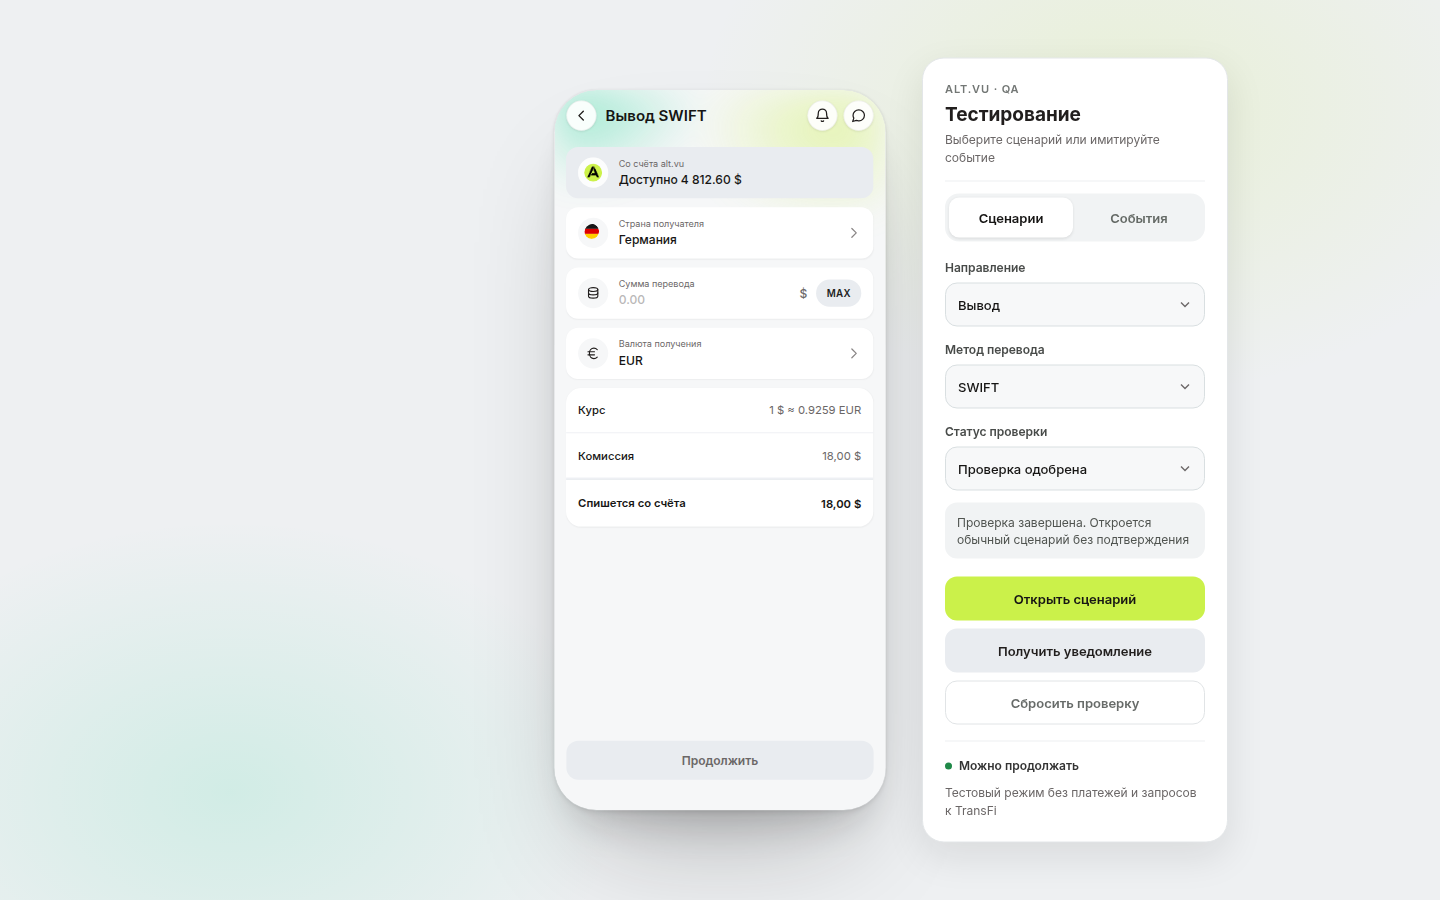 Вывод SWIFT
Со счёта alt.vu
Доступно 4 812.60 $
Страна получателя
Германия
Сумма перевода
0.00
$
MAX
Валюта получения
EUR
Курс
1 $ ≈ 0.9259 EUR
Комиссия
18,00 $
Спишется со счёта
18,00 $
Продолжить
ALT.VU · QA
Тестирование
Выберите сценарий или имитируйте
событие
Сценарии
События
Направление
Вывод
Метод перевода
SWIFT
Статус проверки
Проверка одобрена
Проверка завершена. Откроется
обычный сценарий без подтверждения
Открыть сценарий
Получить уведомление
Сбросить проверку
Можно продолжать
Тестовый режим без платежей и запросов
к TransFi